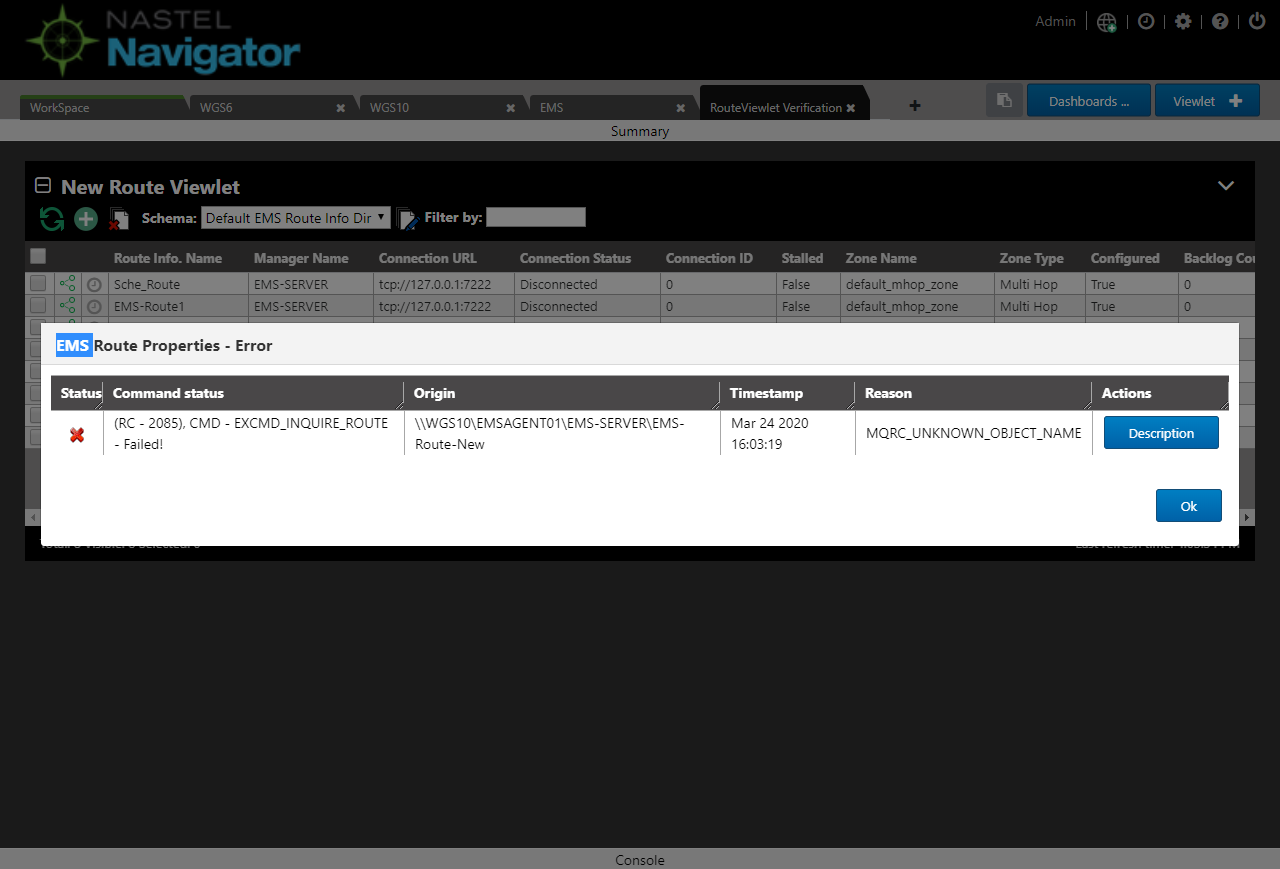 NASTEL
Navigator
Admin
WorkSpace
WGS6
WGS10
EMS
RouteViewlet Verification
Dashboards ...
Viewlet
Summary
New Route Viewlet
Schema: Default EMS Route Info Dir Filter by:
Route Info. Name Manager Name Connection URL Connection Status Connection ID Stalled Zone Name Zone Type Configured Backlog Cou
Sche_Route EMS-SERVER tcp://127.0.0.1:7222 Disconnected 0 False default_mhop_zone Multi Hop True 0
EMS-Route1 EMS-SERVER tcp://127.0.0.1:7222 Disconnected 0 False default_mhop_zone Multi Hop True 0
EMS Route Properties - Error
Status Command status Origin Timestamp Reason Actions
(RC - 2085), CMD - EXCMD_INQUIRE_ROUTE
- Failed!
\\WGS10\EMSAGENT01\EMS-SERVER\EMS-
Route-New
Mar 24 2020
16:03:19
MQRC_UNKNOWN_OBJECT_NAME
Description
Ok
Console